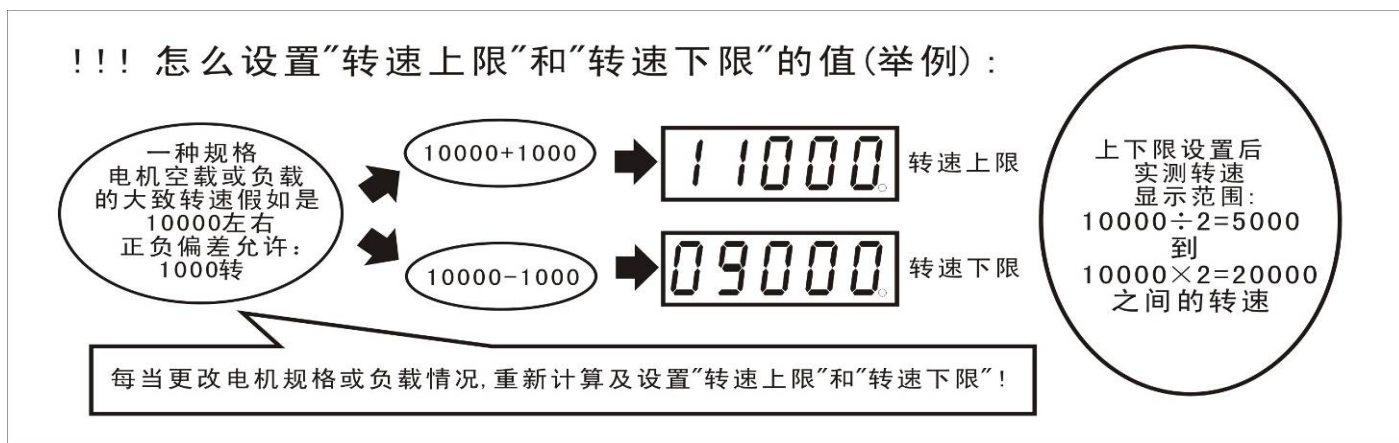 !!! 怎么设置"转速上限"和"转速下限"的值(举例):
一种规格
电机空载或负载
的大致转速假如是
10000左右
正负偏差允许:
1000转
10000+1000
11000
转速上限
10000-1000
09000
转速下限
上下限设置后
实测转速
显示范围:
10000÷2=5000
到
10000×2=20000
之间的转速
每当更改电机规格或负载情况,重新计算及设置"转速上限"和"转速下限"!